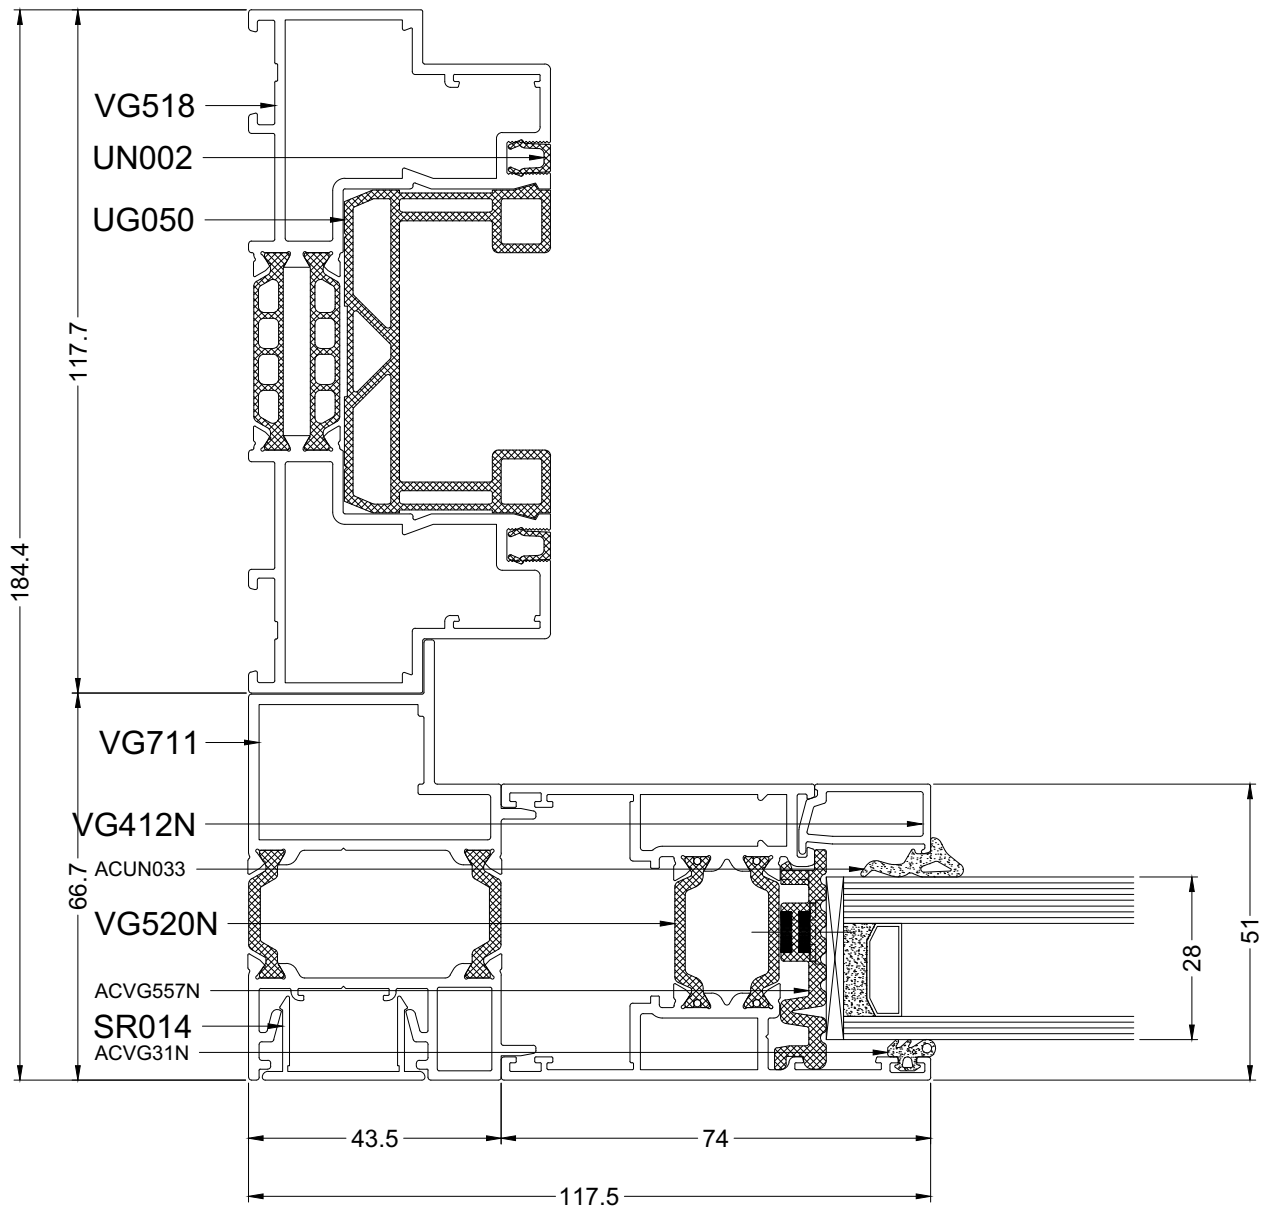 VG518
UN002
UG050
117.7
184.4
VG711
VG412N
66.7
ACUN033
VG520N
ACVG557N
SR014
ACVG31N
28
51
43.5
74
117.5